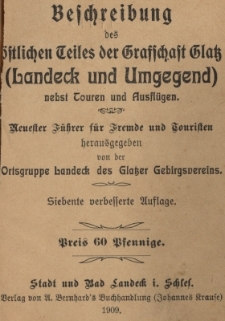 Beschreibung
des
östlichen Teiles der Grafschaft Glatz
(Landeck und Umgegend)
nebst Touren und Ausflügen.
Neuester Führer für Fremde und Touristen
herausgegeben
von der
Ortsgruppe Landeck des Glatzer Gebirgsvereins.
Siebente verbesserte Auflage.
Preis 60 Pfennige.
Stadt und Bad Landeck i. Schles.
Verlag von A. Bernhard's Buchhandlung (Johannes Krause)
1909.